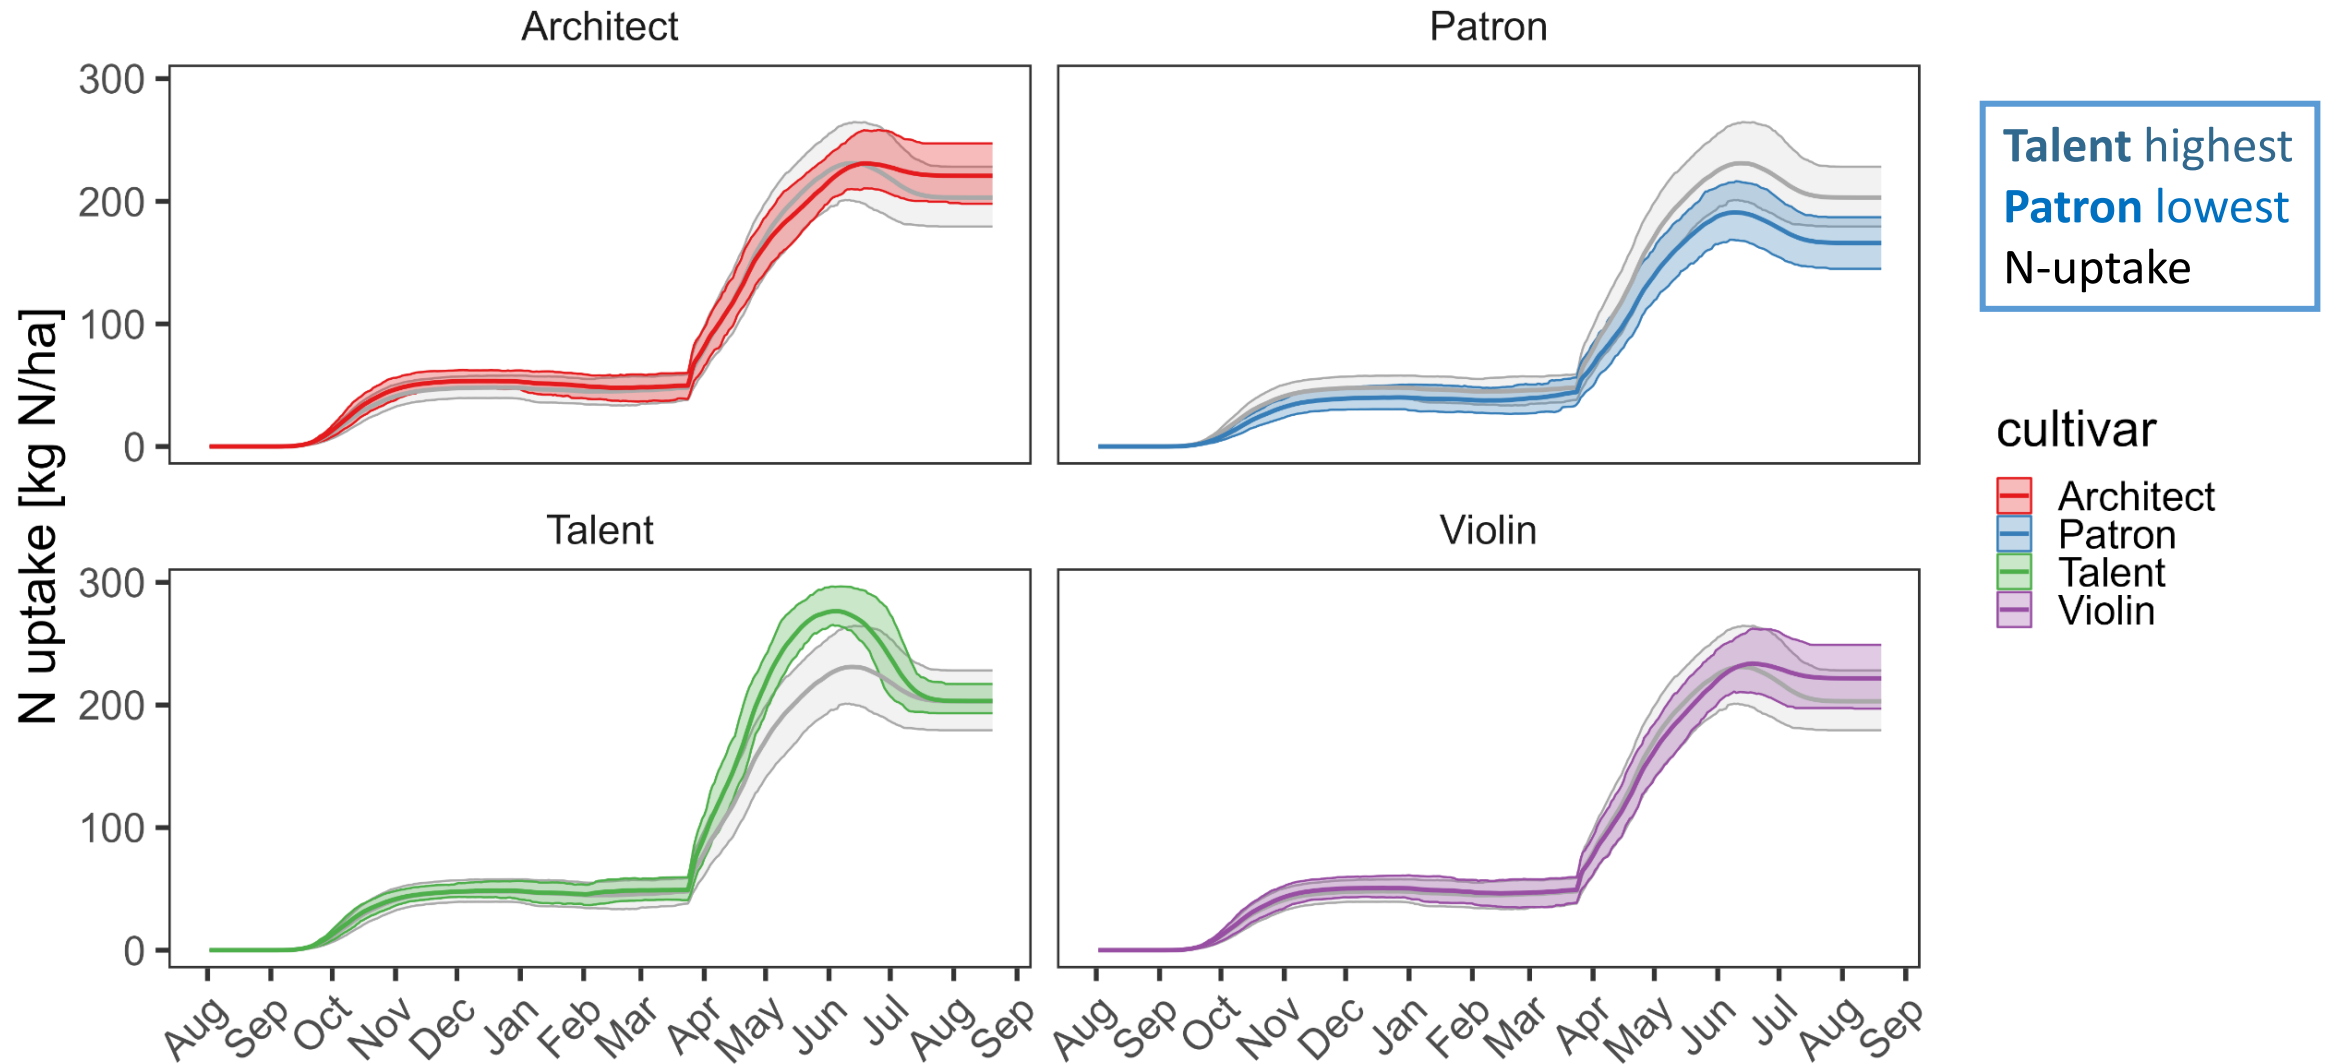 Architect
Patron
300
200
100
0
Talent highest
Patron lowest
N-uptake
N uptake [kg N/ha]
cultivar
Architect
Patron
Talent
Violin
Talent
Violin
300
200
100
0
Aug Sep Oct Nov Dec Jan Feb Mar Apr May Jun Jul Aug Sep
Aug Sep Oct Nov Dec Jan Feb Mar Apr May Jun Jul Aug Sep